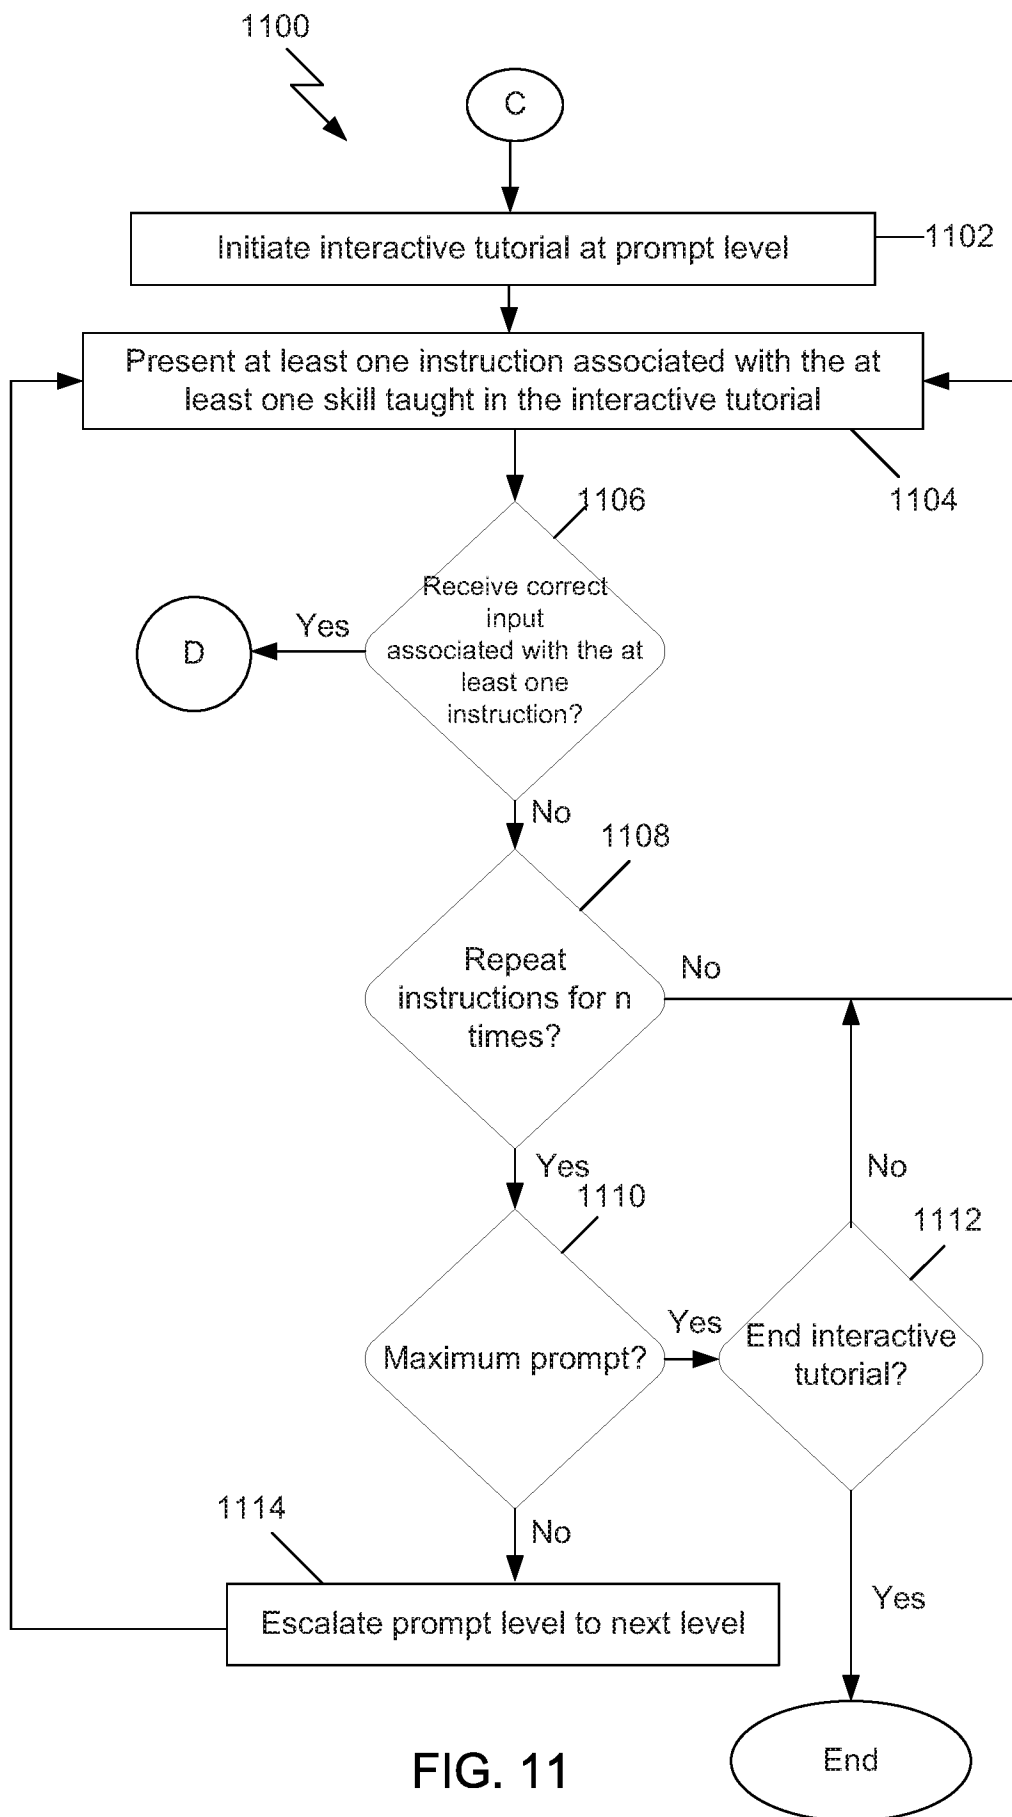 1100
C
Initiate interactive tutorial at prompt level
1102
Present at least one instruction associated with the at
least one skill taught in the interactive tutorial
1104
1106
Receive correct
input
associated with the at
least one
instruction?
Yes
D
No
1108
Repeat
instructions for n
times?
No
Yes
1110
Maximum prompt?
Yes
No
1112
End interactive
tutorial?
No
1114
Escalate prompt level to next level
Yes
End
FIG. 11